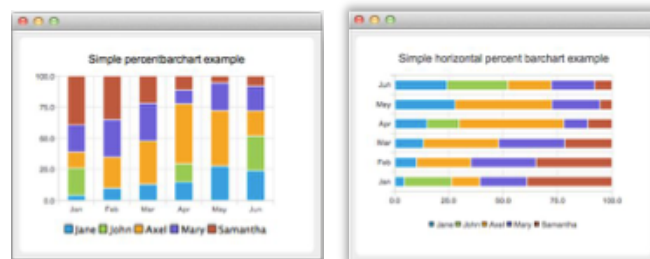 Simple percentbarchart example
100.0
75.0
50.0
25.0
0.0
Jan Feb Mar Apr May Jun
Jane John Axel Mary Samantha
Simple horizontal percent barchart example
Jun
May
Apr
Mar
Feb
Jan
0.0 25.0 50.0 75.0 100.0
Jane John Axel Mary Samantha